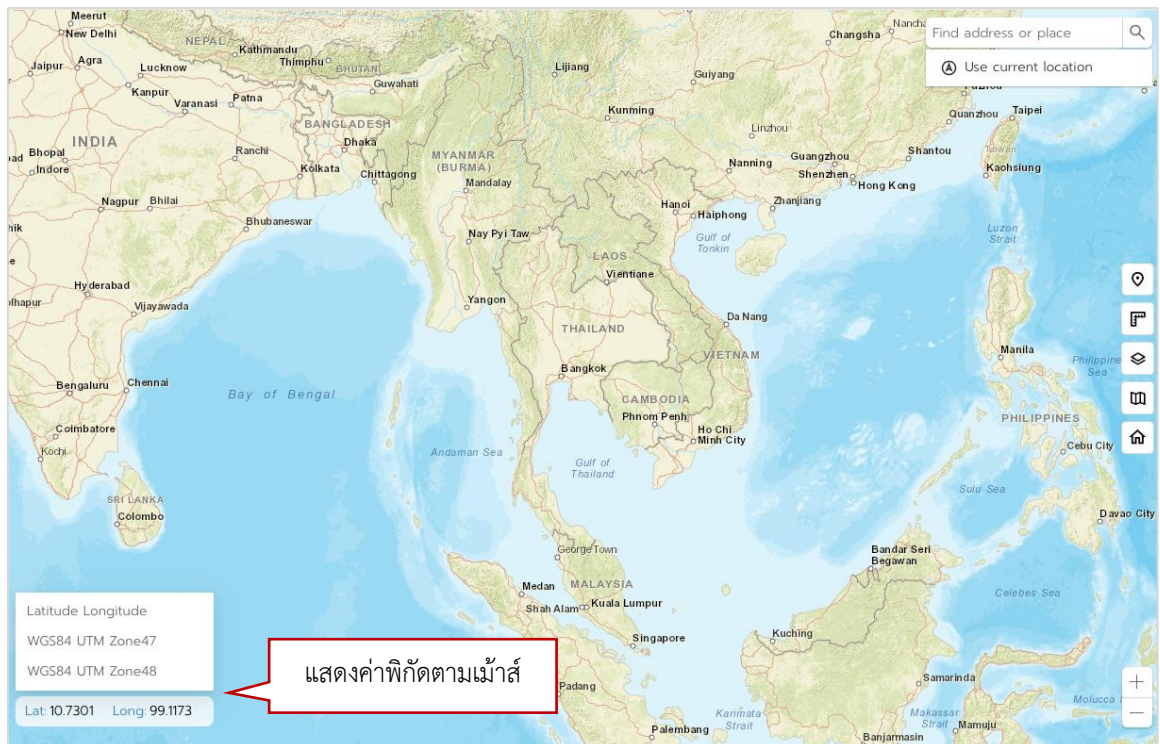 Meerut
New Delhi
NEPAL
Kathmandu
Thimphu
BHUTAN
Jaipur
Agra
Lucknow
Guwahati
Kanpur
Varanasi
Patna
Lijiang
Guiyang
Changsha
Find address or place
Use current location
Kunming
Quanzhou
Taipei
Taiwan
BANGLADESH
Dhaka
INDIA
Bhopal
Indore
Ranchi
Kolkata
Chittagong
MYANMAR
(BURMA)
Mandalay
Linzhou
Nanning
Guangzhou
Shenzhen
Hong Kong
Shantou
Kaohsiung
Nagpur
Bhilai
Bhubaneswar
Nay Pyi Taw
Hanoi
Haiphong
Zhanjiang
Gulf of
Tonkin
Luzon
Strait
LAOS
Vientiane
Hyderabad
Vijayawada
Yangon
THAILAND
Da Nang
VIETNAM
Manila
Philippine
Sea
Bangkok
Bengaluru
Chennai
Bay of Bengal
CAMBODIA
Phnom Penh
Ho Chi
Minh City
PHILIPPINES
Cebu City
Coimbatore
Kochi
Andaman Sea
Gulf of
Thailand
Sulu Sea
SRI LANKA
Colombo
Davao City
George Town
Bandar Seri
Begawan
Medan
MALAYSIA
Celebes Sea
Shah Alam
Kuala Lumpur
Singapore
Kuching
Latitude Longitude
WGS84 UTM Zone47
WGS84 UTM Zone48
Lat: 10.7301 Long: 99.1173
แสดงค่าพิกัดตามเม้าส์
Padang
Samarinda
Molucca
Palembang
Karimata
Strait
Makassar
Strait
Mamuju
Banjarmasin